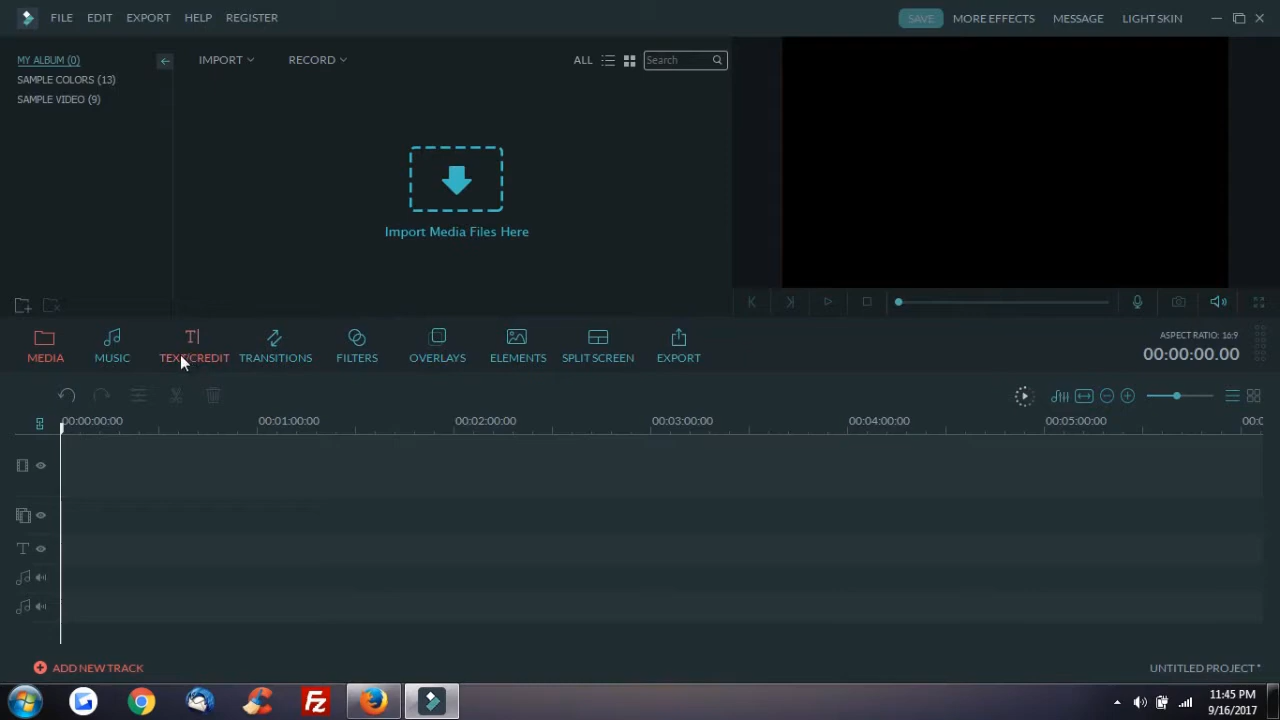 FILE EDIT EXPORT HELP REGISTER SAVE MORE EFFECTS MESSAGE LIGHT SKIN
MY ALBUM (0) IMPORT RECORD ALL Search
SAMPLE COLORS (13)
SAMPLE VIDEO (9)
Import Media Files Here
MEDIA MUSIC TEXT/CREDIT TRANSITIONS FILTERS OVERLAYS ELEMENTS SPLIT SCREEN EXPORT
ASPECT RATIO: 16:9
00:00:00.00
00:00:00:00 00:01:00:00 00:02:00:00 00:03:00:00 00:04:00:00 00:05:00:00 00:0
ADD NEW TRACK UNTITLED PROJECT *
11:45 PM
9/16/2017